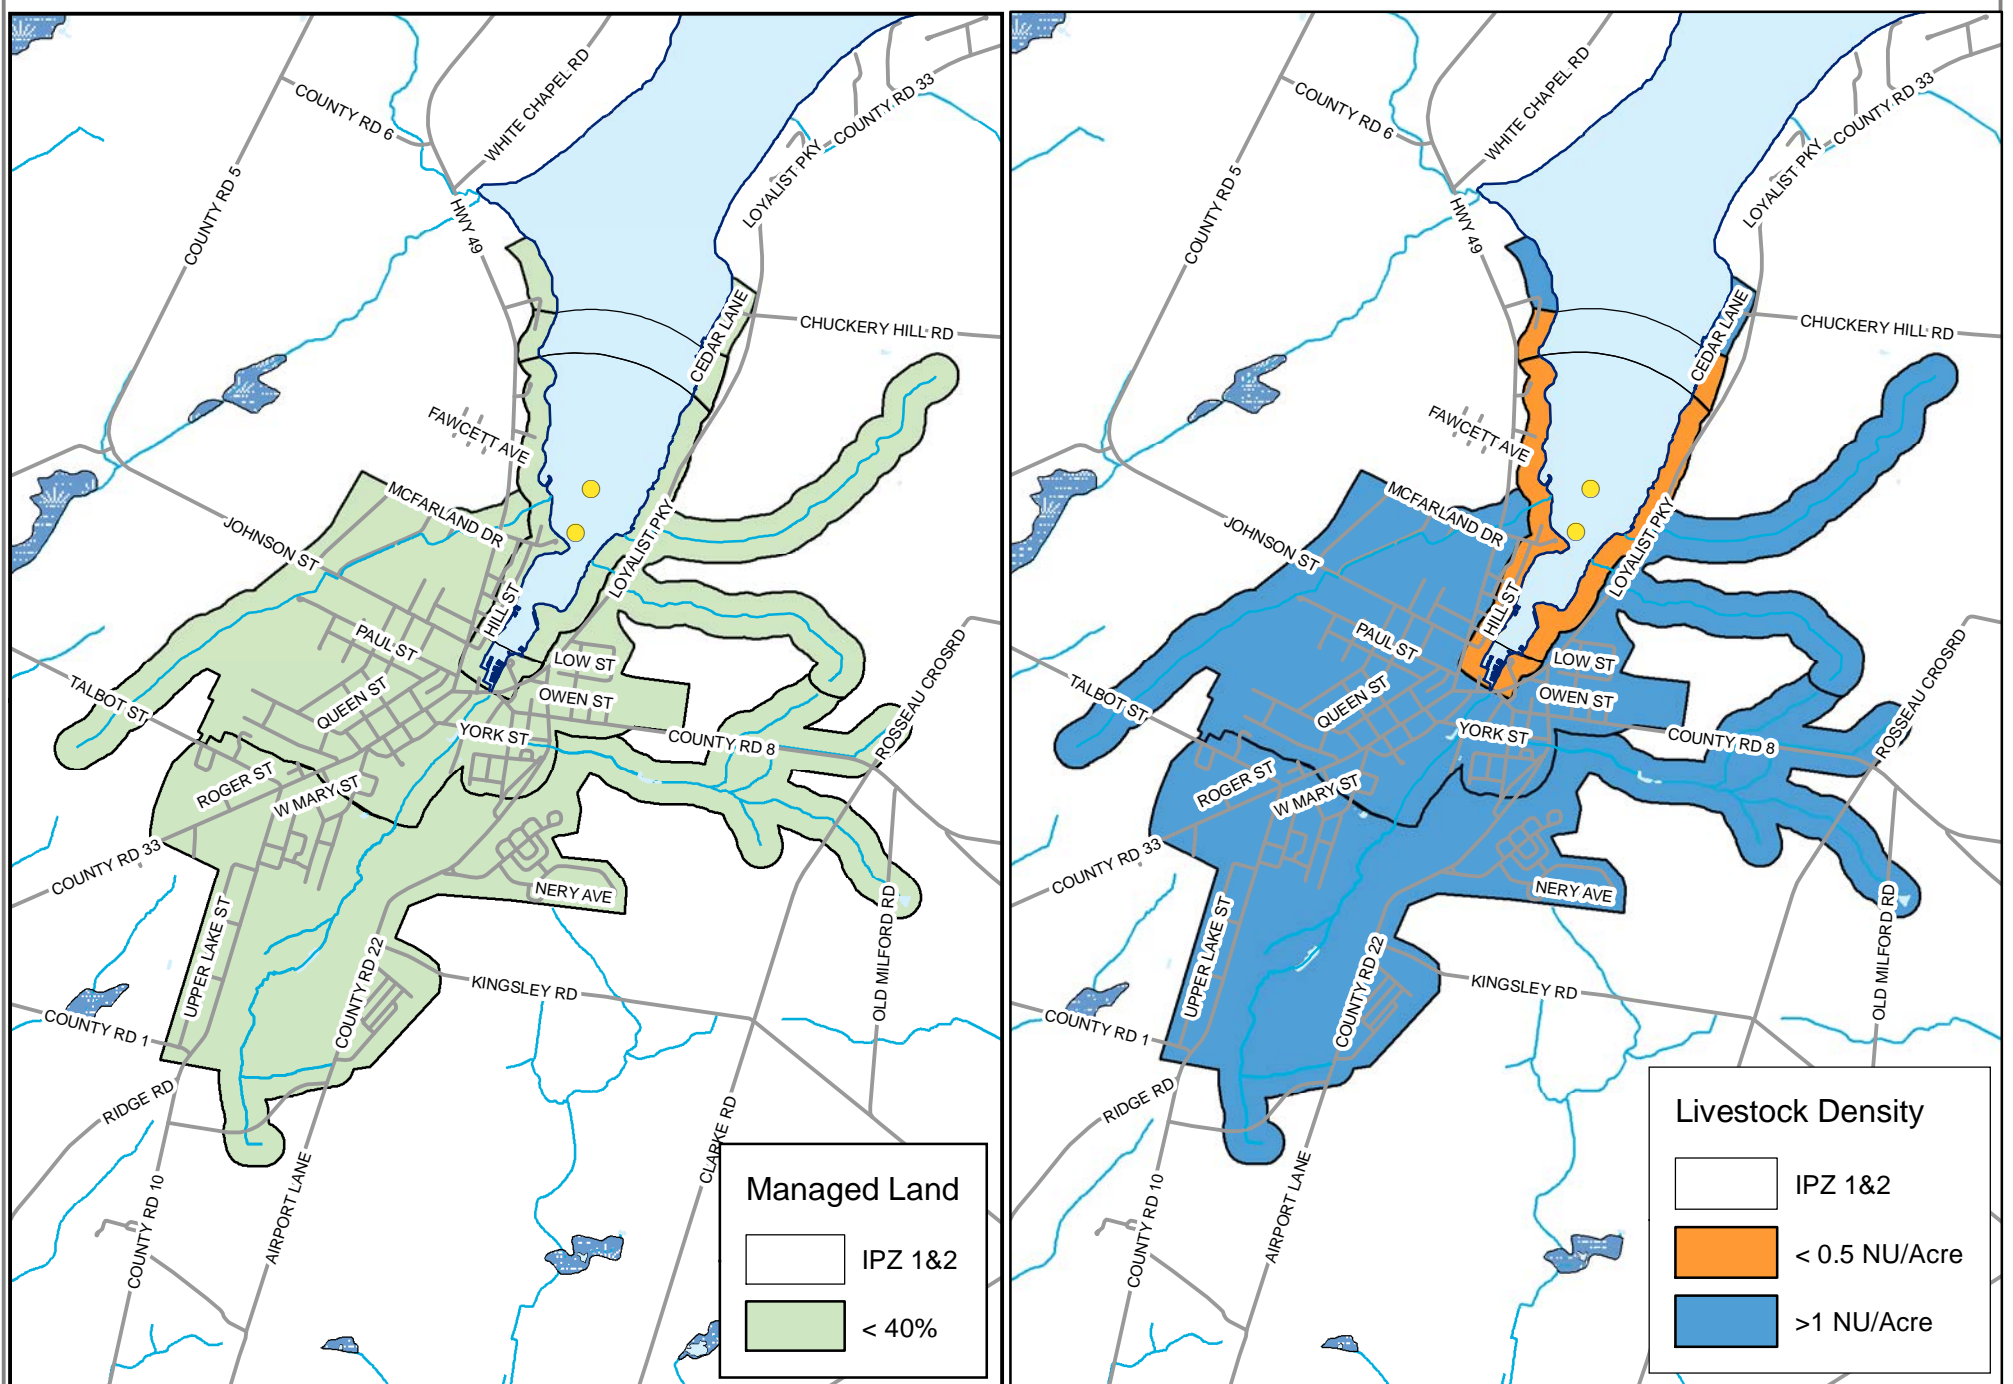 COUNTY RD 6
WHITE CHAPEL RD
COUNTY RD 33
LOYALIST PKY
COUNTY RD 5
HWY 49
CHUCKERY HILL RD
CEDAR LANE
FAWCETT AVE
MCFARLAND DR
JOHNSON ST
LOYALIST PKY
HILL ST
PAUL ST
LOW ST
ROSSEAU CROSRD
TALBOT ST
QUEEN ST
OWEN ST
YORK ST
COUNTY RD 8
ROGER ST
W MARY ST
COUNTY RD 33
NERY AVE
UPPER LAKE ST
COUNTY RD 22
OLD MILFORD RD
KINGSLEY RD
COUNTY RD 1
RIDGE RD
CLARKE RD
COUNTY RD 10
AIRPORT LANE
Managed Land
IPZ 1&2
< 40%
COUNTY RD 6
WHITE CHAPEL RD
COUNTY RD 33
LOYALIST PKY
COUNTY RD 5
HWY 49
CHUCKERY HILL RD
CEDAR LANE
FAWCETT AVE
MCFARLAND DR
JOHNSON ST
LOYALIST PKY
HILL ST
PAUL ST
LOW ST
ROSSEAU CROSRD
TALBOT ST
QUEEN ST
OWEN ST
YORK ST
COUNTY RD 8
ROGER ST
W MARY ST
COUNTY RD 33
NERY AVE
UPPER LAKE ST
COUNTY RD 22
OLD MILFORD RD
KINGSLEY RD
COUNTY RD 1
RIDGE RD
COUNTY RD 10
AIRPORT LANE
Livestock Density
IPZ 1&2
< 0.5 NU/Acre
>1 NU/Acre